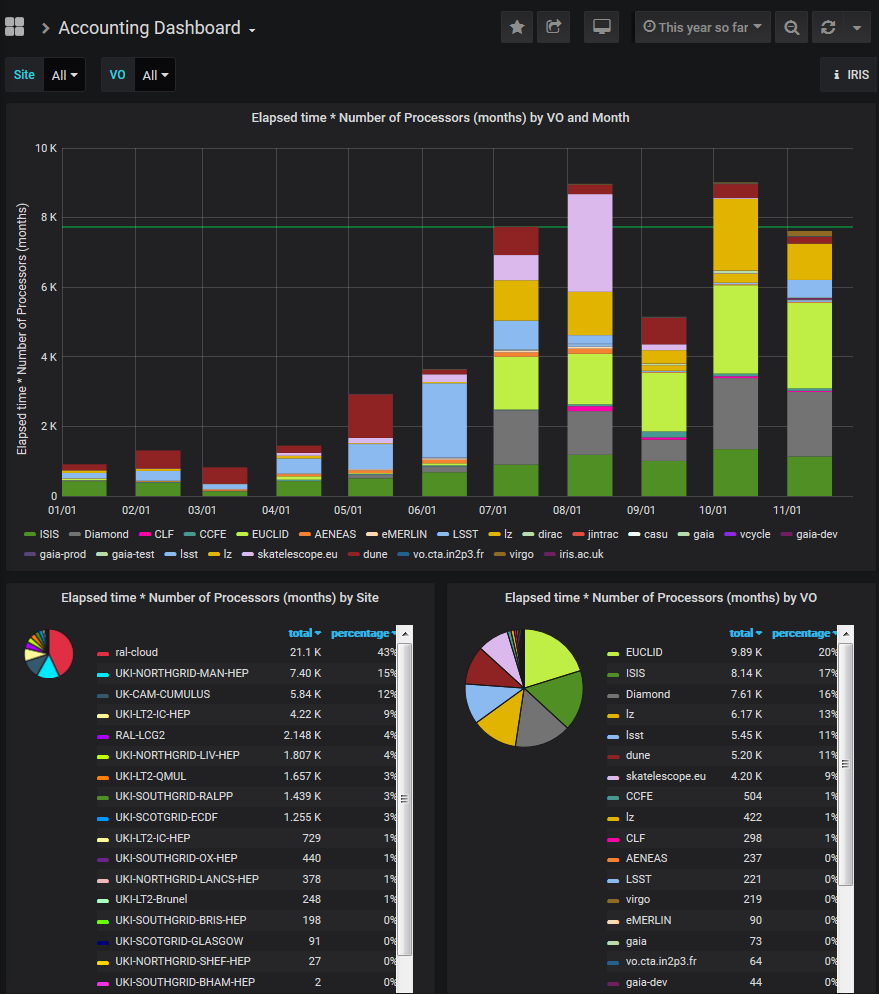 Accounting Dashboard
This year so far
Site All VO All IRIS
Elapsed time * Number of Processors (months) by VO and Month
Elapsed time * Number of Processors (months)
10 K
8 K
6 K
4 K
2 K
0
01/01 02/01 03/01 04/01 05/01 06/01 07/01 08/01 09/01 10/01 11/01
ISIS Diamond CLF CCFE EUCLID AENEAS eMERLIN LSST lz dirac jintrac casu gaia vcycle gaia-dev
gaia-prod gaia-test lsst lz skatelescope.eu dune vo.cta.in2p3.fr virgo iris.ac.uk
Elapsed time * Number of Processors (months) by Site
total percentage
ral-cloud 21.1 K 43%
UKI-NORTHGRID-MAN-HEP 7.40 K 15%
UK-CAM-CUMULUS 5.84 K 12%
UKI-LT2-IC-HEP 4.22 K 9%
RAL-LCG2 2.148 K 4%
UKI-NORTHGRID-LIV-HEP 1.807 K 4%
UKI-LT2-QMUL 1.657 K 3%
UKI-SOUTHGRID-RALPP 1.439 K 3%
UKI-SCOTGRID-ECDF 1.255 K 3%
UKI-LT2-IC-HEP 729 1%
UKI-SOUTHGRID-OX-HEP 440 1%
UKI-NORTHGRID-LANCS-HEP 378 1%
UKI-LT2-Brunel 248 1%
UKI-SOUTHGRID-BRIS-HEP 198 0%
UKI-SCOTGRID-GLASGOW 91 0%
UKI-NORTHGRID-SHEF-HEP 27 0%
UKI-SOUTHGRID-BHAM-HEP 2 0%
Elapsed time * Number of Processors (months) by VO
total percentage
EUCLID 9.89 K 20%
ISIS 8.14 K 17%
Diamond 7.61 K 16%
lz 6.17 K 13%
lsst 5.45 K 11%
dune 5.20 K 11%
skatelescope.eu 4.20 K 9%
CCFE 504 1%
lz 422 1%
CLF 298 1%
AENEAS 237 0%
LSST 221 0%
virgo 219 0%
eMERLIN 90 0%
gaia 73 0%
vo.cta.in2p3.fr 64 0%
gaia-dev 44 0%